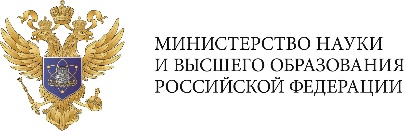 МИНИСТЕРСТВО НАУКИ
И ВЫСШЕГО ОБРАЗОВАНИЯ
РОССИЙСКОЙ ФЕДЕРАЦИИ